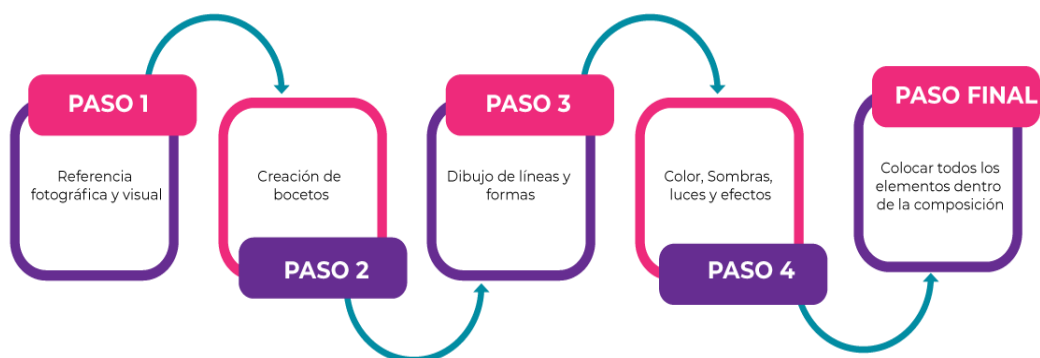 PASO 1
Referencia
fotográfica y visual
Creación de
bocetos
PASO 2
PASO 3
Dibujo de líneas y
formas
Color, Sombras,
luces y efectos
PASO 4
PASO FINAL
Colocar todos los
elementos dentro
de la composición